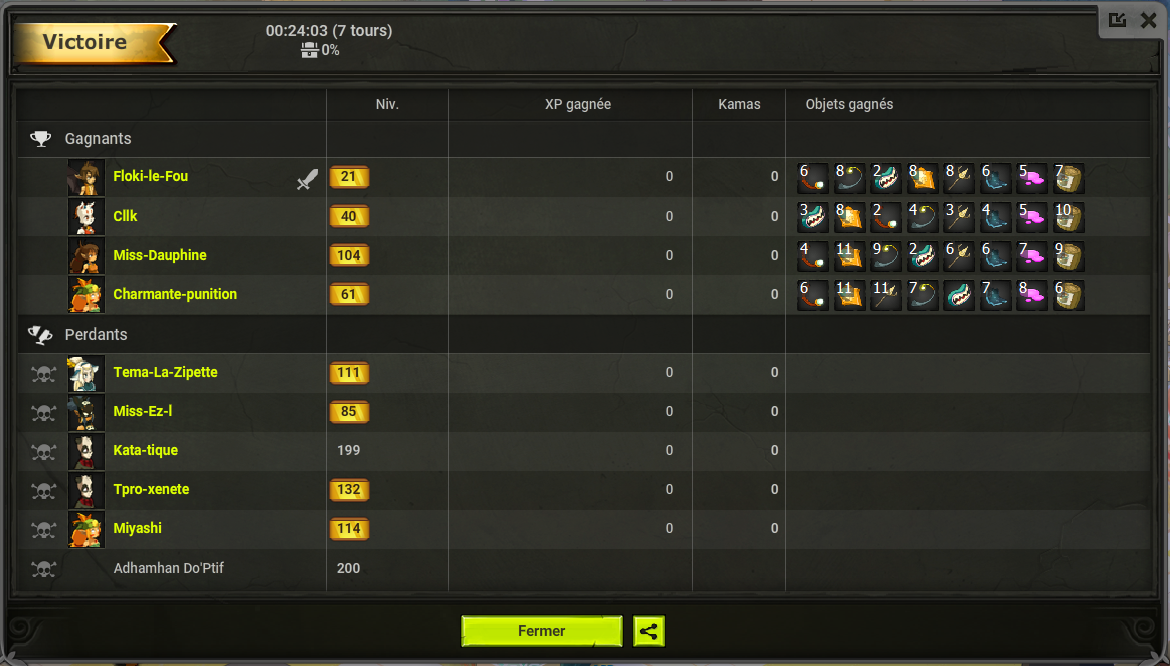 Victoire
00:24:03 (7 tours)
0%
Niv. XP gagnée Kamas Objets gagnés
Gagnants
Floki-le-Fou 21 0 0 6 8 2 8 8 6 5 7
Cllk 40 0 0 3 8 2 4 3 4 5 10
Miss-Dauphine 104 0 0 4 11 9 2 6 6 7 9
Charmante-punition 61 0 0 6 11 11 7 7 8 6
Perdants
Tema-La-Zipette 111 0 0
Miss-Ez-l 85 0 0
Kata-tique 199 0 0
Tpro-xenete 132 0 0
Miyashi 114 0 0
Adhamhan Do'Ptif 200
Fermer